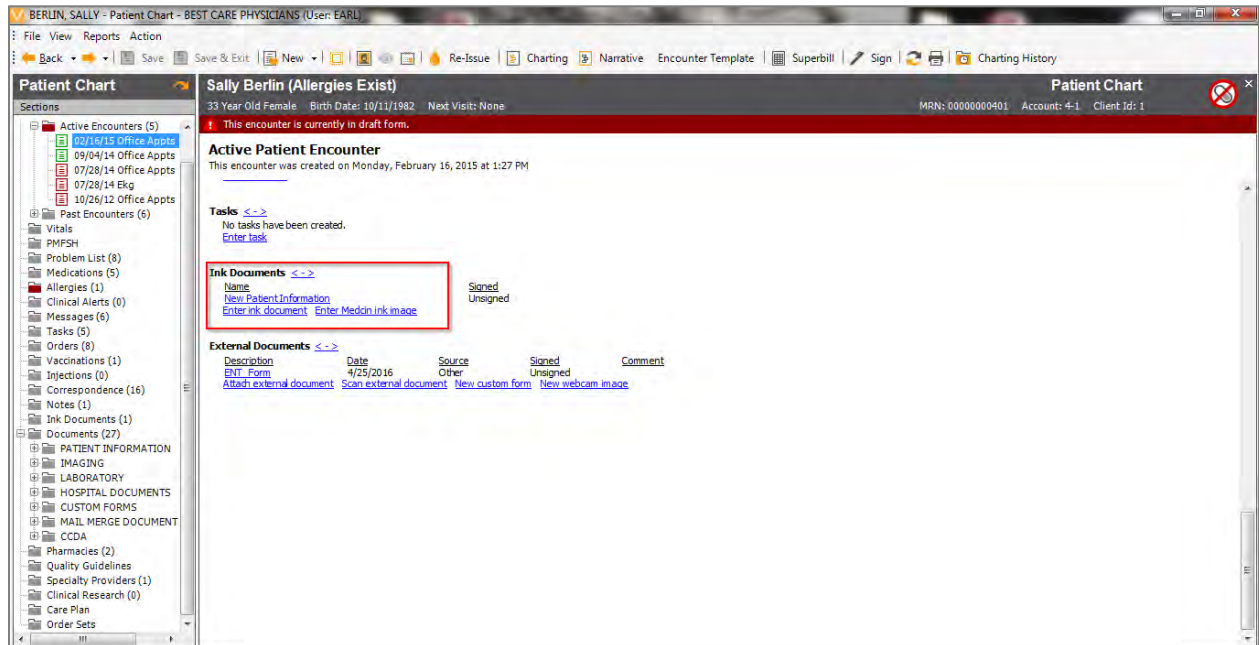 BERLIN, SALLY - Patient Chart - BEST CARE PHYSICIANS (User: EARL)
File View Reports Action
Back Save Save & Exit New Re-Issue Charting Narrative Encounter Template Superbill Sign Charting History
Patient Chart
Sections
Active Encounters (5)
02/16/15 Office Appts
09/04/14 Office Appts
07/28/14 Office Appts
07/28/14 Ekg
10/26/12 Office Appts
Past Encounters (6)
Vitals
PMFSH
Problem List (8)
Medications (5)
Allergies (1)
Clinical Alerts (0)
Messages (6)
Tasks (5)
Orders (8)
Vaccinations (1)
Injections (0)
Correspondence (16)
Notes (1)
Ink Documents (1)
Documents (27)
PATIENT INFORMATION
IMAGING
LABORATORY
HOSPITAL DOCUMENTS
CUSTOM FORMS
MAIL MERGE DOCUMENT
CCDA
Pharmacies (2)
Quality Guidelines
Specialty Providers (1)
Clinical Research (0)
Care Plan
Order Sets
Sally Berlin (Allergies Exist) Patient Chart
33 Year Old Female Birth Date: 10/11/1982 Next Visit: None MRN: 00000000401 Account: 4-1 Client Id: 1
This encounter is currently in draft form.
Active Patient Encounter
This encounter was created on Monday, February 16, 2015 at 1:27 PM
Tasks < - >
No tasks have been created.
Enter task
Ink Documents < - >
Name Signed
New Patient Information Unsigned
Enter ink document Enter Medcin ink image
External Documents < - >
Description Date Source Signed Comment
ENT_Form 4/25/2016 Other Unsigned
Attach external document Scan external document New custom form New webcam image